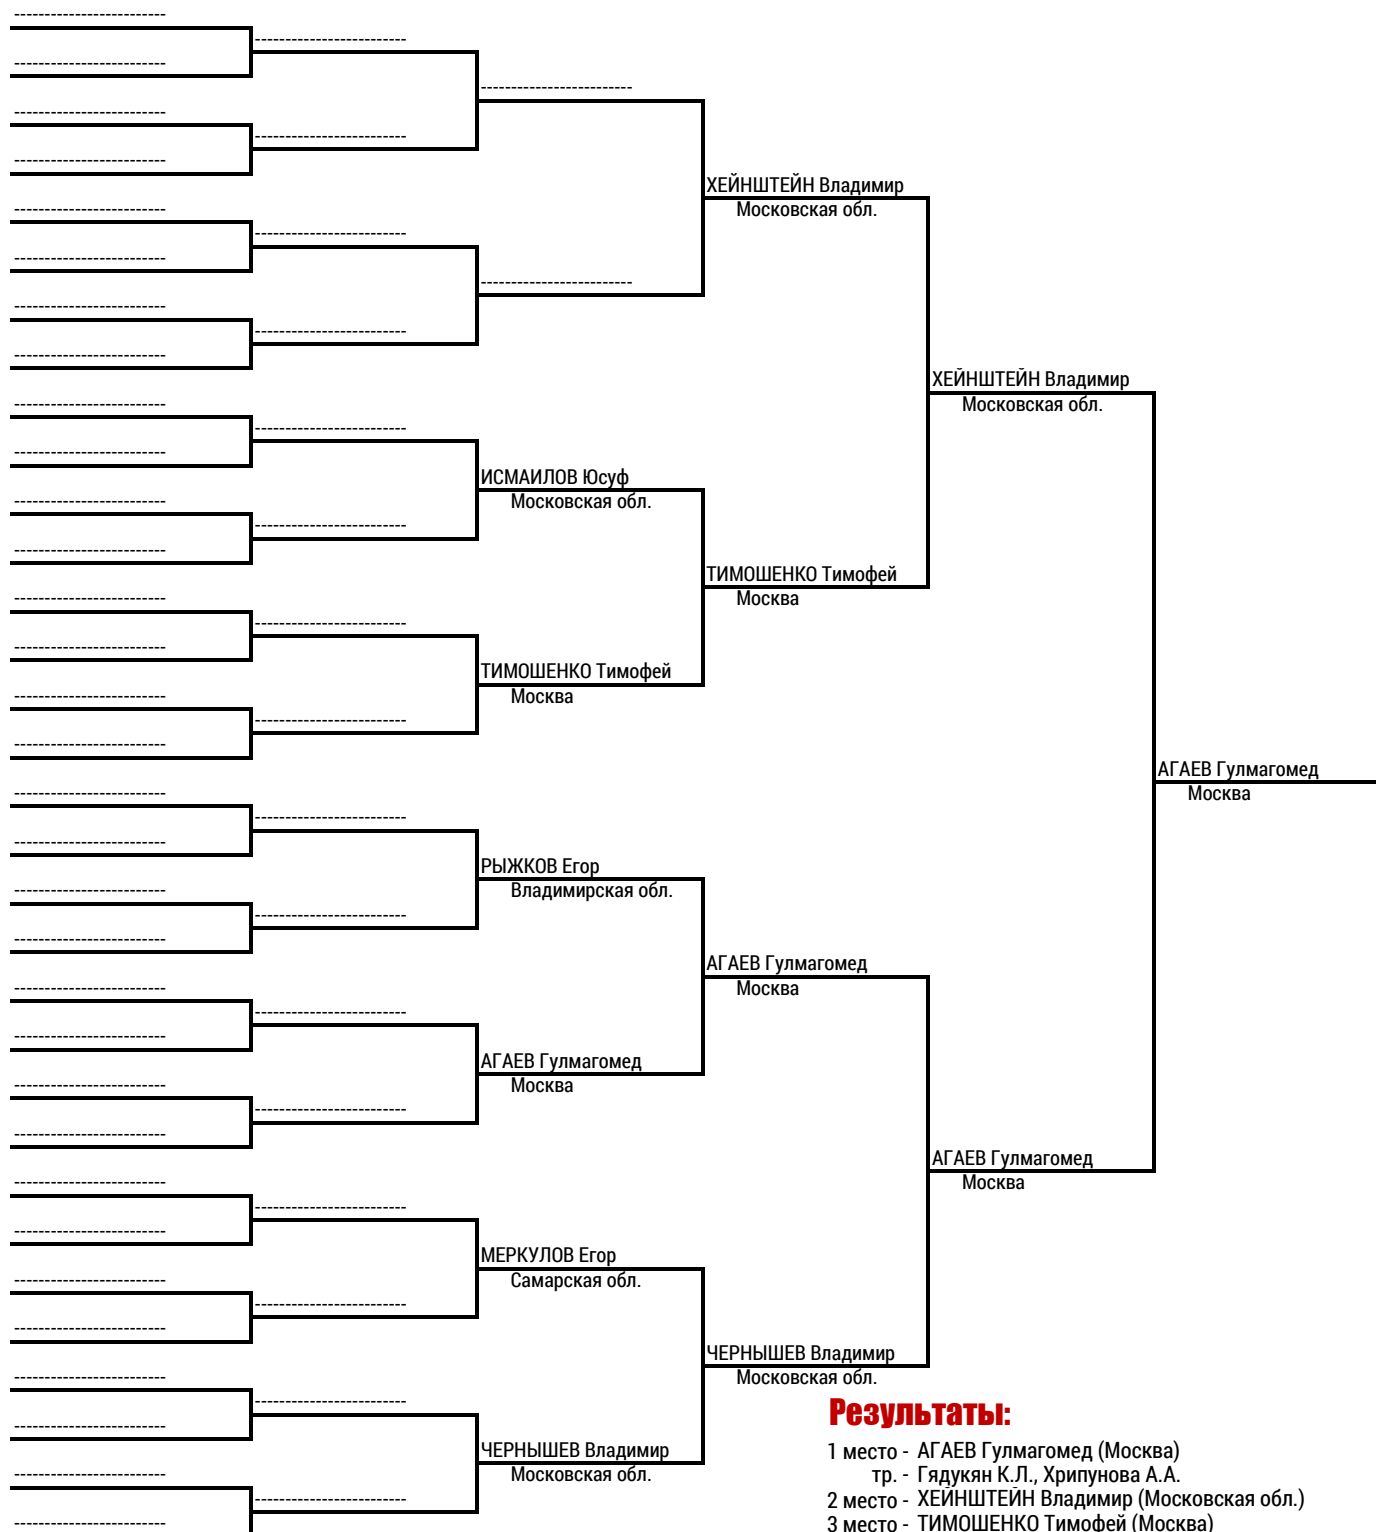 ХЕЙНШТЕЙН Владимир
Московская обл.
ХЕЙНШТЕЙН Владимир
Московская обл.
ИСМАИЛОВ Юсуф
Московская обл.
ТИМОШЕНКО Тимофей
Москва
ТИМОШЕНКО Тимофей
Москва
АГАЕВ Гулмагомед
Москва
РЫЖКОВ Егор
Владимирская обл.
АГАЕВ Гулмагомед
Москва
АГАЕВ Гулмагомед
Москва
АГАЕВ Гулмагомед
Москва
МЕРКУЛОВ Егор
Самарская обл.
ЧЕРНЫШЕВ Владимир
Московская обл.
ЧЕРНЫШЕВ Владимир
Московская обл.
Результаты:
1 место - АГАЕВ Гулмагомед (Москва)
тр. - Гядукян К.Л., Хрипунова А.А.
2 место - ХЕЙНШТЕЙН Владимир (Московская обл.)
3 место - ТИМОШЕНКО Тимофей (Москва)